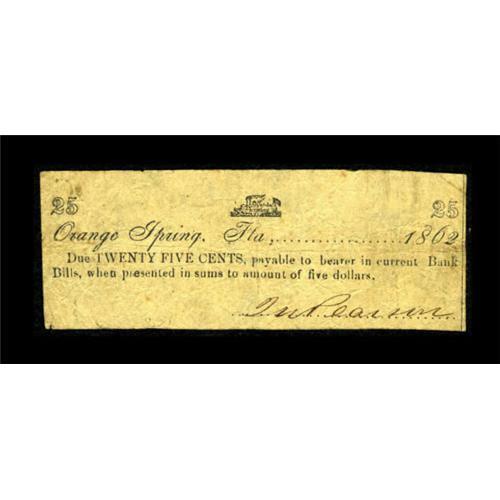 25 25
Orange Spring, Fla,....................1862
Due TWENTY FIVE CENTS, payable to bearer in current Bank
Bills, when presented in sums to amount of five dollars.